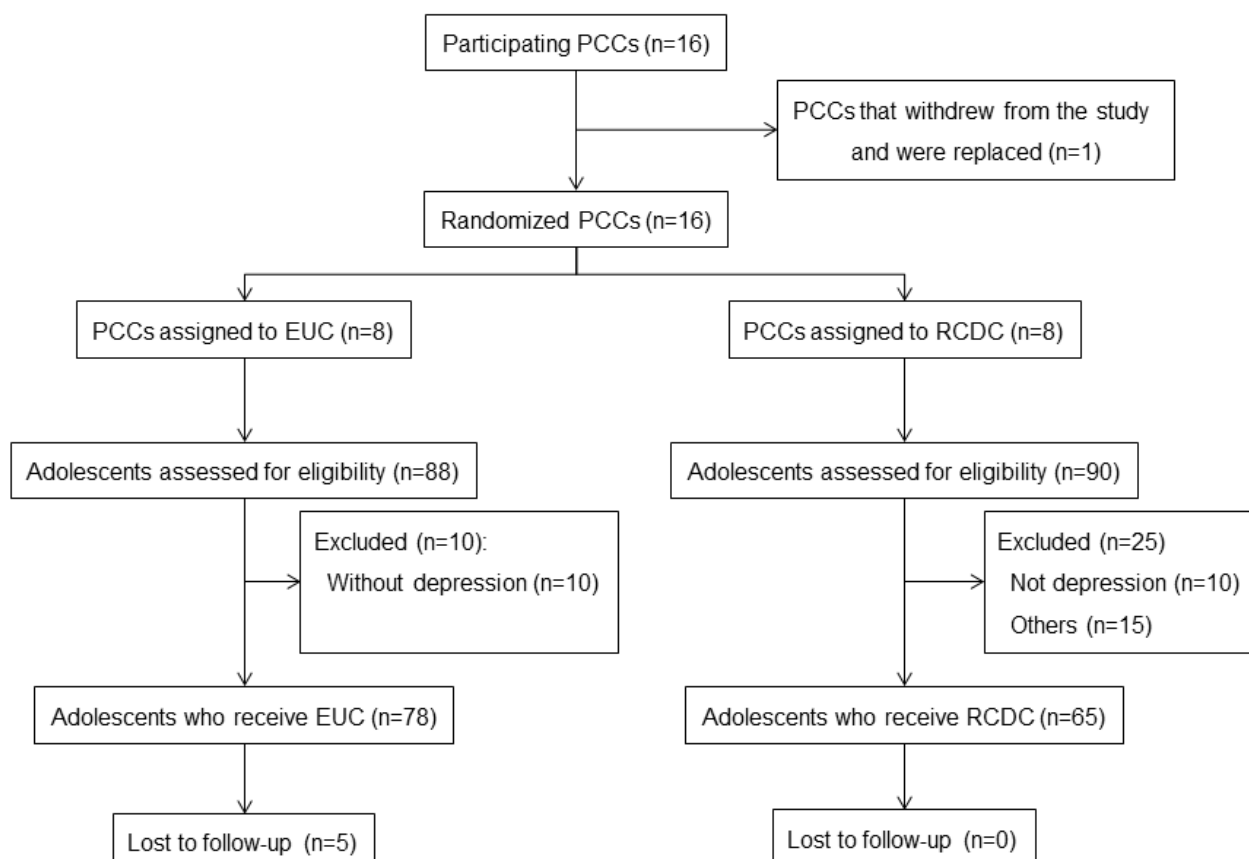 Participating PCCs (n=16)
PCCs that withdrew from the study
and were replaced (n=1)
Randomized PCCs (n=16)
PCCs assigned to EUC (n=8)
PCCs assigned to RCDC (n=8)
Adolescents assessed for eligibility (n=88)
Adolescents assessed for eligibility (n=90)
Excluded (n=10):
Without depression (n=10)
Excluded (n=25)
Not depression (n=10)
Others (n=15)
Adolescents who receive EUC (n=78)
Adolescents who receive RCDC (n=65)
Lost to follow-up (n=5)
Lost to follow-up (n=0)